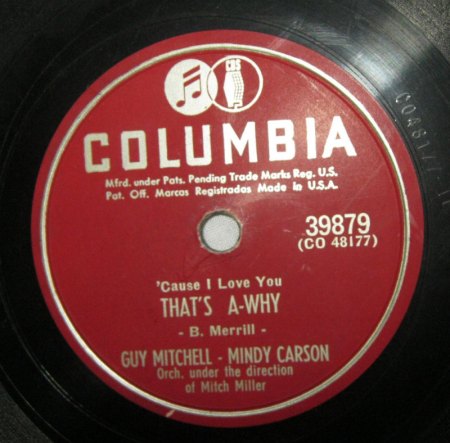 CBS
COLUMBIA
Mfrd. under Pats. Pending Trade Marks Reg. U.S.
Pat. Off. Marcas Registradas Made in U.S.A.
39879
(CO 48177)
'Cause I Love You
THAT'S A-WHY
- B. Merrill -
GUY MITCHELL - MINDY CARSON
Orch. under the direction
of Mitch Miller